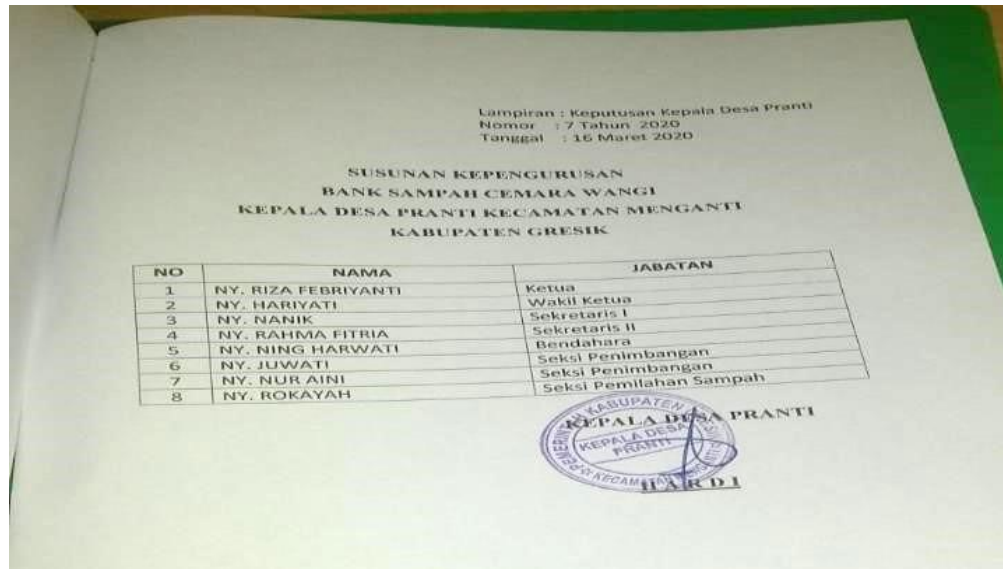 Lampiran : Keputusan Kepala Desa Pranti
Nomor : 7 Tahun 2020
Tanggal : 16 Maret 2020
SUSUNAN KEPENGURUSAN
BANK SAMPAH CEMARA WANGI
KEPALA DESA PRANTI KECAMATAN MENGANTI
KABUPATEN GRESIK
NO NAMA JABATAN
1 NY. RIZA FEBRIYANTI Ketua
2 NY. HARIYATI Wakil Ketua
3 NY. NANIK Sekretaris I
4 NY. RAHMA FITRIA Sekretaris II
5 NY. NING HARWATI Bendahara
6 NY. JUWATI Seksi Penimbangan
7 NY. NUR AINI Seksi Penimbangan
8 NY. ROKAYAH Seksi Pemilahan Sampah
KEPALA DESA PRANTI
PEMERINTAH KABUPATEN
KEPALA DESA
PRANTI
KECAMATAN
HARDI